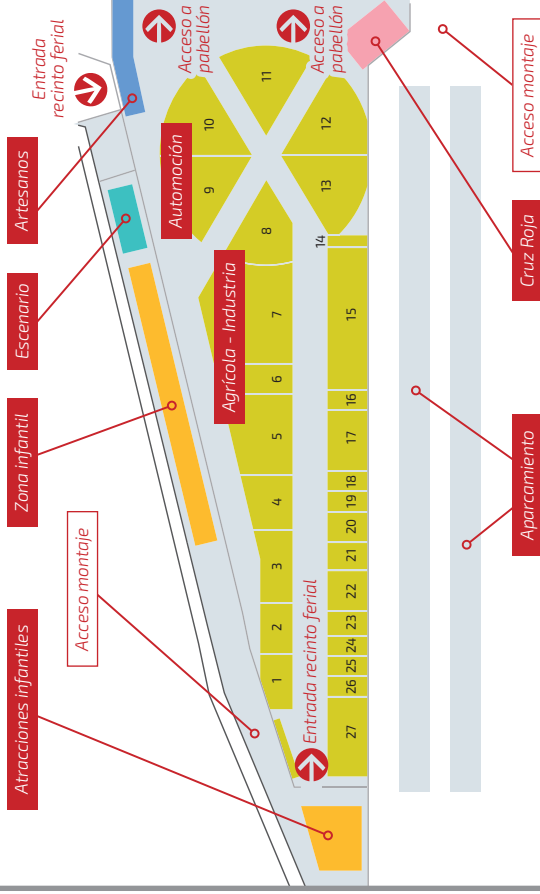 Entrada
recinto ferial
Acceso a
pabellón
Acceso a
pabellón
Acceso montaje
Artesanos
Escenario
Zona infantil
Acceso montaje
Atracciones infantiles
Automoción
Agrícola - Industria
Cruz Roja
Aparcamiento
Entrada recinto ferial
1
2
3
4
5
6
7
8
9
10
11
12
13
14
15
16
17
18
19
20
21
22
23
24
25
26
27